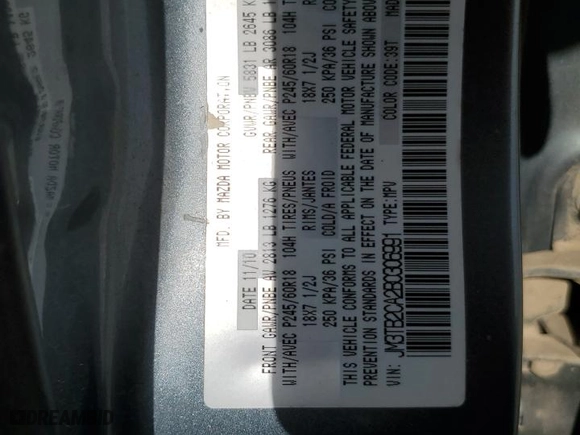 MFD. BY MAZDA MOTOR CORPORATION
DATE 11/10 GVWR/PNBV 5831 LB 2645 K
FRONT GAWR/PNBE AV 2813 LB 1276 KG REAR GAWR/PNBE AR 3086 LB
WITH/AVEC P245/60R18 104H TIRES/PNEUS WITH/AVEC P245/60R18 104H T
18X7 1/2J RIMS/JANTES 18X7 1/2J R
250 KPA/36 PSI COLD/A FROID 250 KPA/36 PSI CO
THIS VEHICLE CONFORMS TO ALL APPLICABLE FEDERAL MOTOR VEHICLE SAFETY
PREVENTION STANDARDS IN EFFECT ON THE DATE OF MANUFACTURE SHOWN ABOV
VIN: JM3TB2CA2B0306991 TYPE:MPV COLOR CODE:39T MAD
DREAMBID